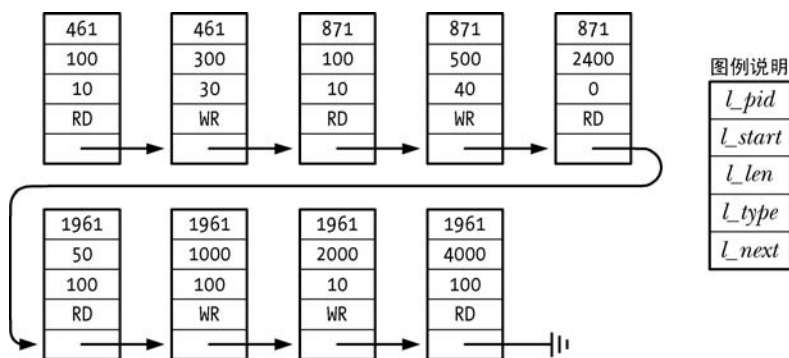 461 461 871 871 871
100 300 100 500 2400
10 30 10 40 0
RD WR RD WR RD
1961 1961 1961 1961
50 1000 2000 4000
100 100 10 100
RD WR WR RD
图例说明
l_pid
l_start
l_len
l_type
l_next